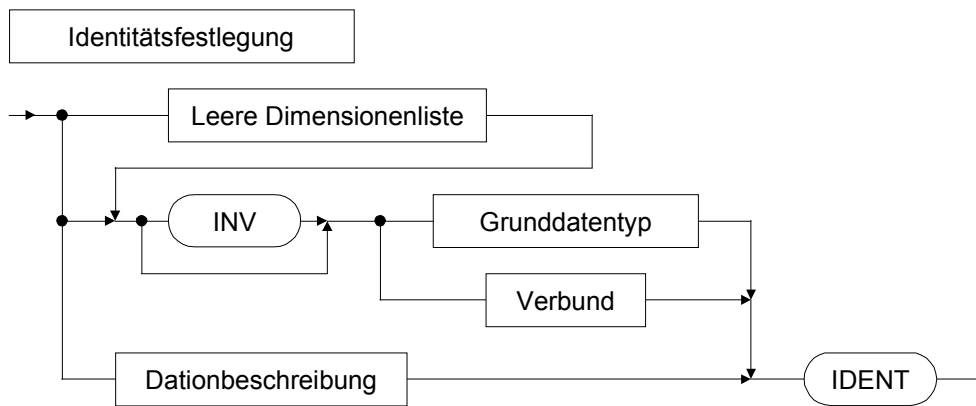 Identitätsfestlegung
Leere Dimensionenliste
INV
Grunddatentyp
Verbund
Dationbeschreibung
IDENT